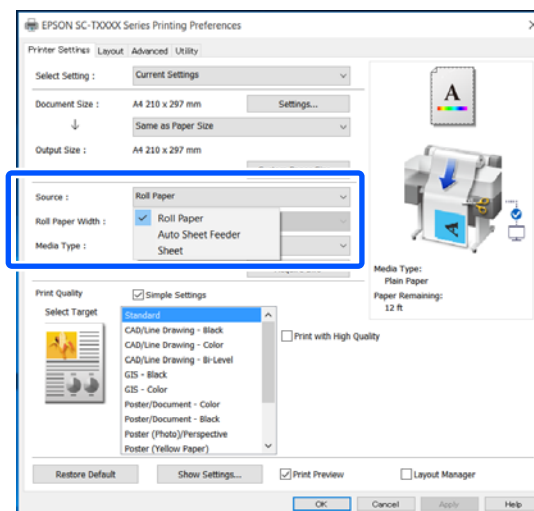 EPSON SC-TXXXX Series Printing Preferences
Printer Settings Layout Advanced Utility
Select Setting : Current Settings
Document Size : A4 210 x 297 mm Settings...
Same as Paper Size
Output Size : A4 210 x 297 mm
Source : Roll Paper
Roll Paper Width : Roll Paper
Auto Sheet Feeder
Media Type : Sheet
A
Media Type:
Plain Paper
Paper Remaining:
12 ft
Print Quality Simple Settings
Select Target Standard
CAD/Line Drawing - Black
CAD/Line Drawing - Color Print with High Quality
CAD/Line Drawing - Bi-Level
GIS - Black
GIS - Color
Poster/Document - Color
Poster/Document - Black
Poster (Photo)/Perspective
Poster (Yellow Paper)
Restore Default Show Settings... Print Preview Layout Manager
OK Cancel Apply Help